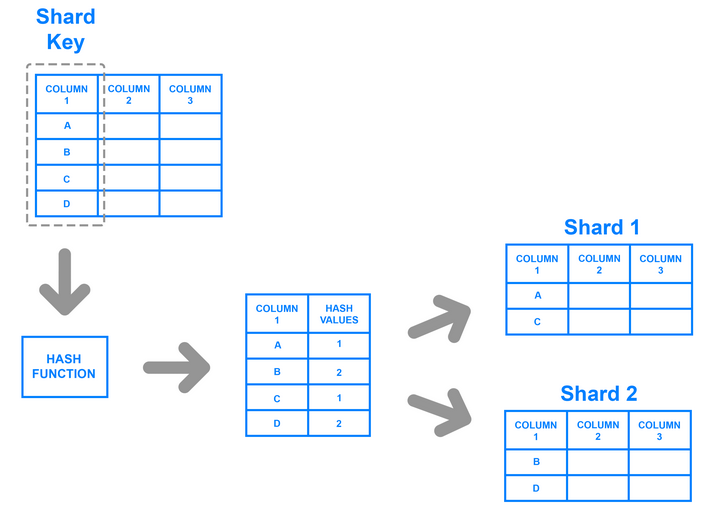 Shard
Key
COLUMN COLUMN COLUMN
1 2 3
A
B
C
D
HASH
FUNCTION
COLUMN HASH
1 VALUES
A 1
B 2
C 1
D 2
Shard 1
COLUMN COLUMN COLUMN
1 2 3
A
C
Shard 2
COLUMN COLUMN COLUMN
1 2 3
B
D